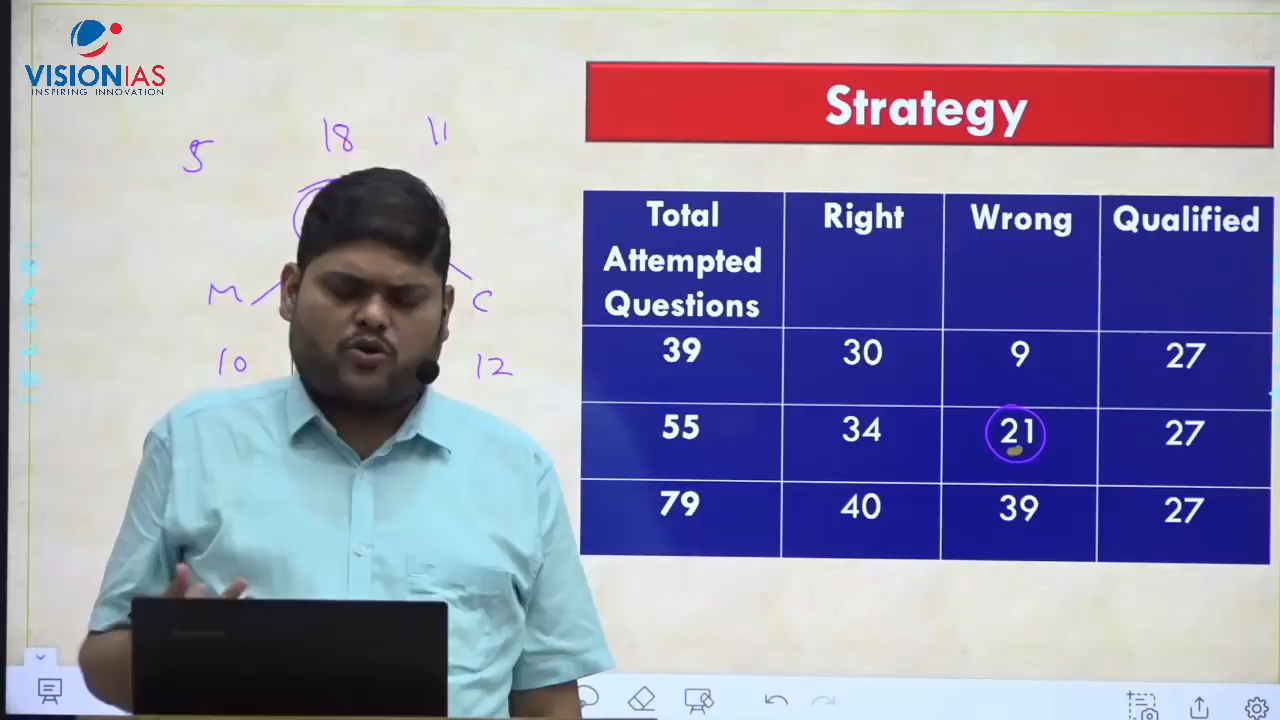 VISIONIAS
INSPIRING INNOVATION
5 18 11
M C
10 12
Strategy
Total Attempted Questions Right Wrong Qualified
39 30 9 27
55 34 21 27
79 40 39 27